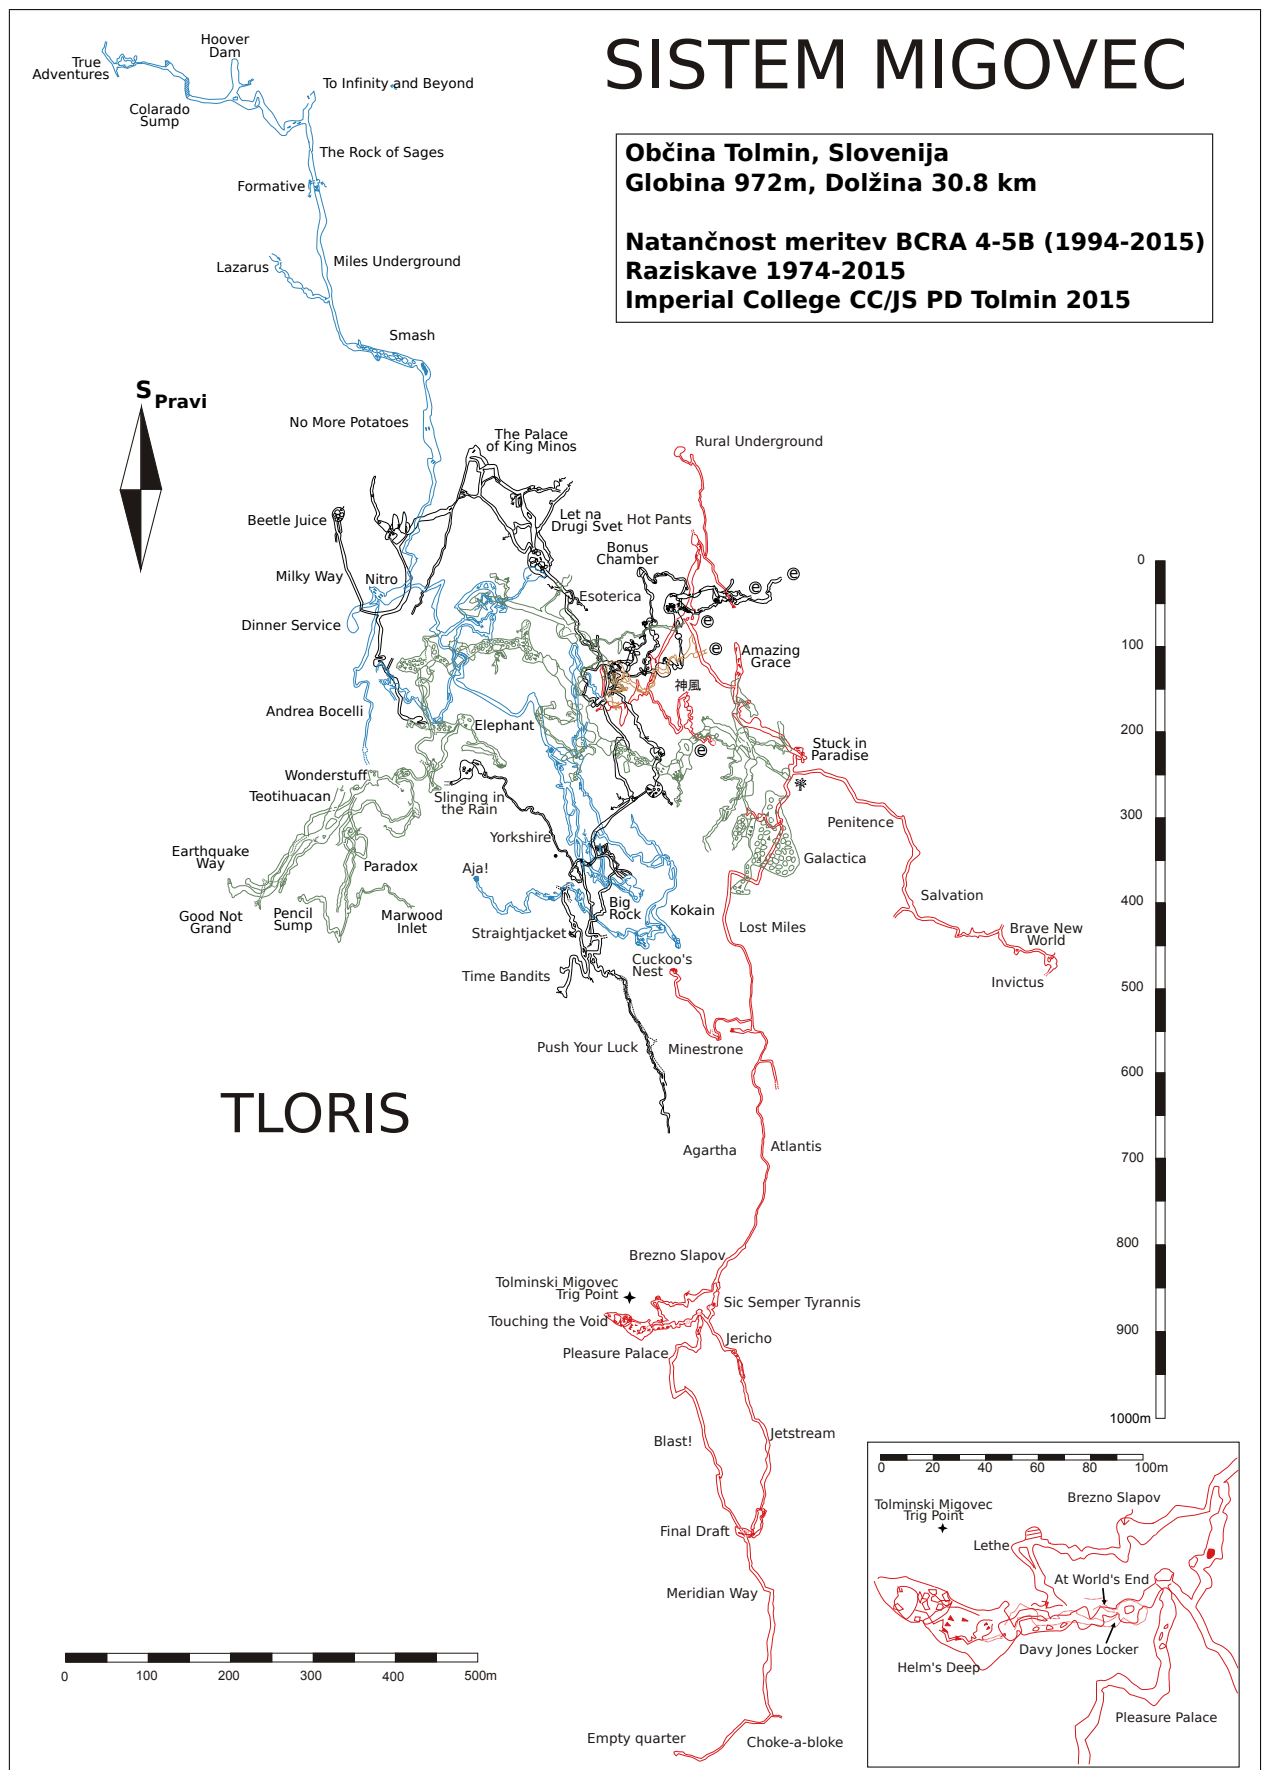 SISTEM MIGOVEC
Občina Tolmin, Slovenija
Globina 972m, Dolžina 30.8 km
Natančnost meritev BCRA 4-5B (1994-2015)
Raziskave 1974-2015
Imperial College CC/JS PD Tolmin 2015
True
Adventures
Hoover
Dam
Colarado
Sump
To Infinity and Beyond
The Rock of Sages
Formative
Lazarus
Miles Underground
Smash
S
Pravi
No More Potatoes
The Palace
of King Minos
Rural Underground
Beetle Juice
Let na
Drugi Svet
Hot Pants
Bonus
Chamber
Milky Way
Nitro
Esoterica
e
e
e
e
e
Dinner Service
Amazing
Grace
神風
Andrea Bocelli
Elephant
Stuck in
Paradise
Wonderstuff
Teotihuacan
Slinging in
the Rain
Yorkshire
Penitence
Earthquake
Way
Paradox
Aja!
Galactica
Good Not
Grand
Pencil
Sump
Marwood
Inlet
Big
Rock
Kokain
Salvation
Straightjacket
Lost Miles
Brave New
World
Time Bandits
Cuckoo's
Nest
Invictus
Push Your Luck
Minestrone
TLORIS
Agartha
Atlantis
Brezno Slapov
Tolminski Migovec
Trig Point
Sic Semper Tyrannis
Touching the Void
Jericho
Pleasure Palace
Blast!
Jetstream
Final Draft
Meridian Way
Empty quarter
Choke-a-bloke
0
100
200
300
400
500
600
700
800
900
1000m
0
100
200
300
400
500m
0
20
40
60
80
100m
Tolminski Migovec
Trig Point
Brezno Slapov
Lethe
At World's End
Davy Jones Locker
Helm's Deep
Pleasure Palace